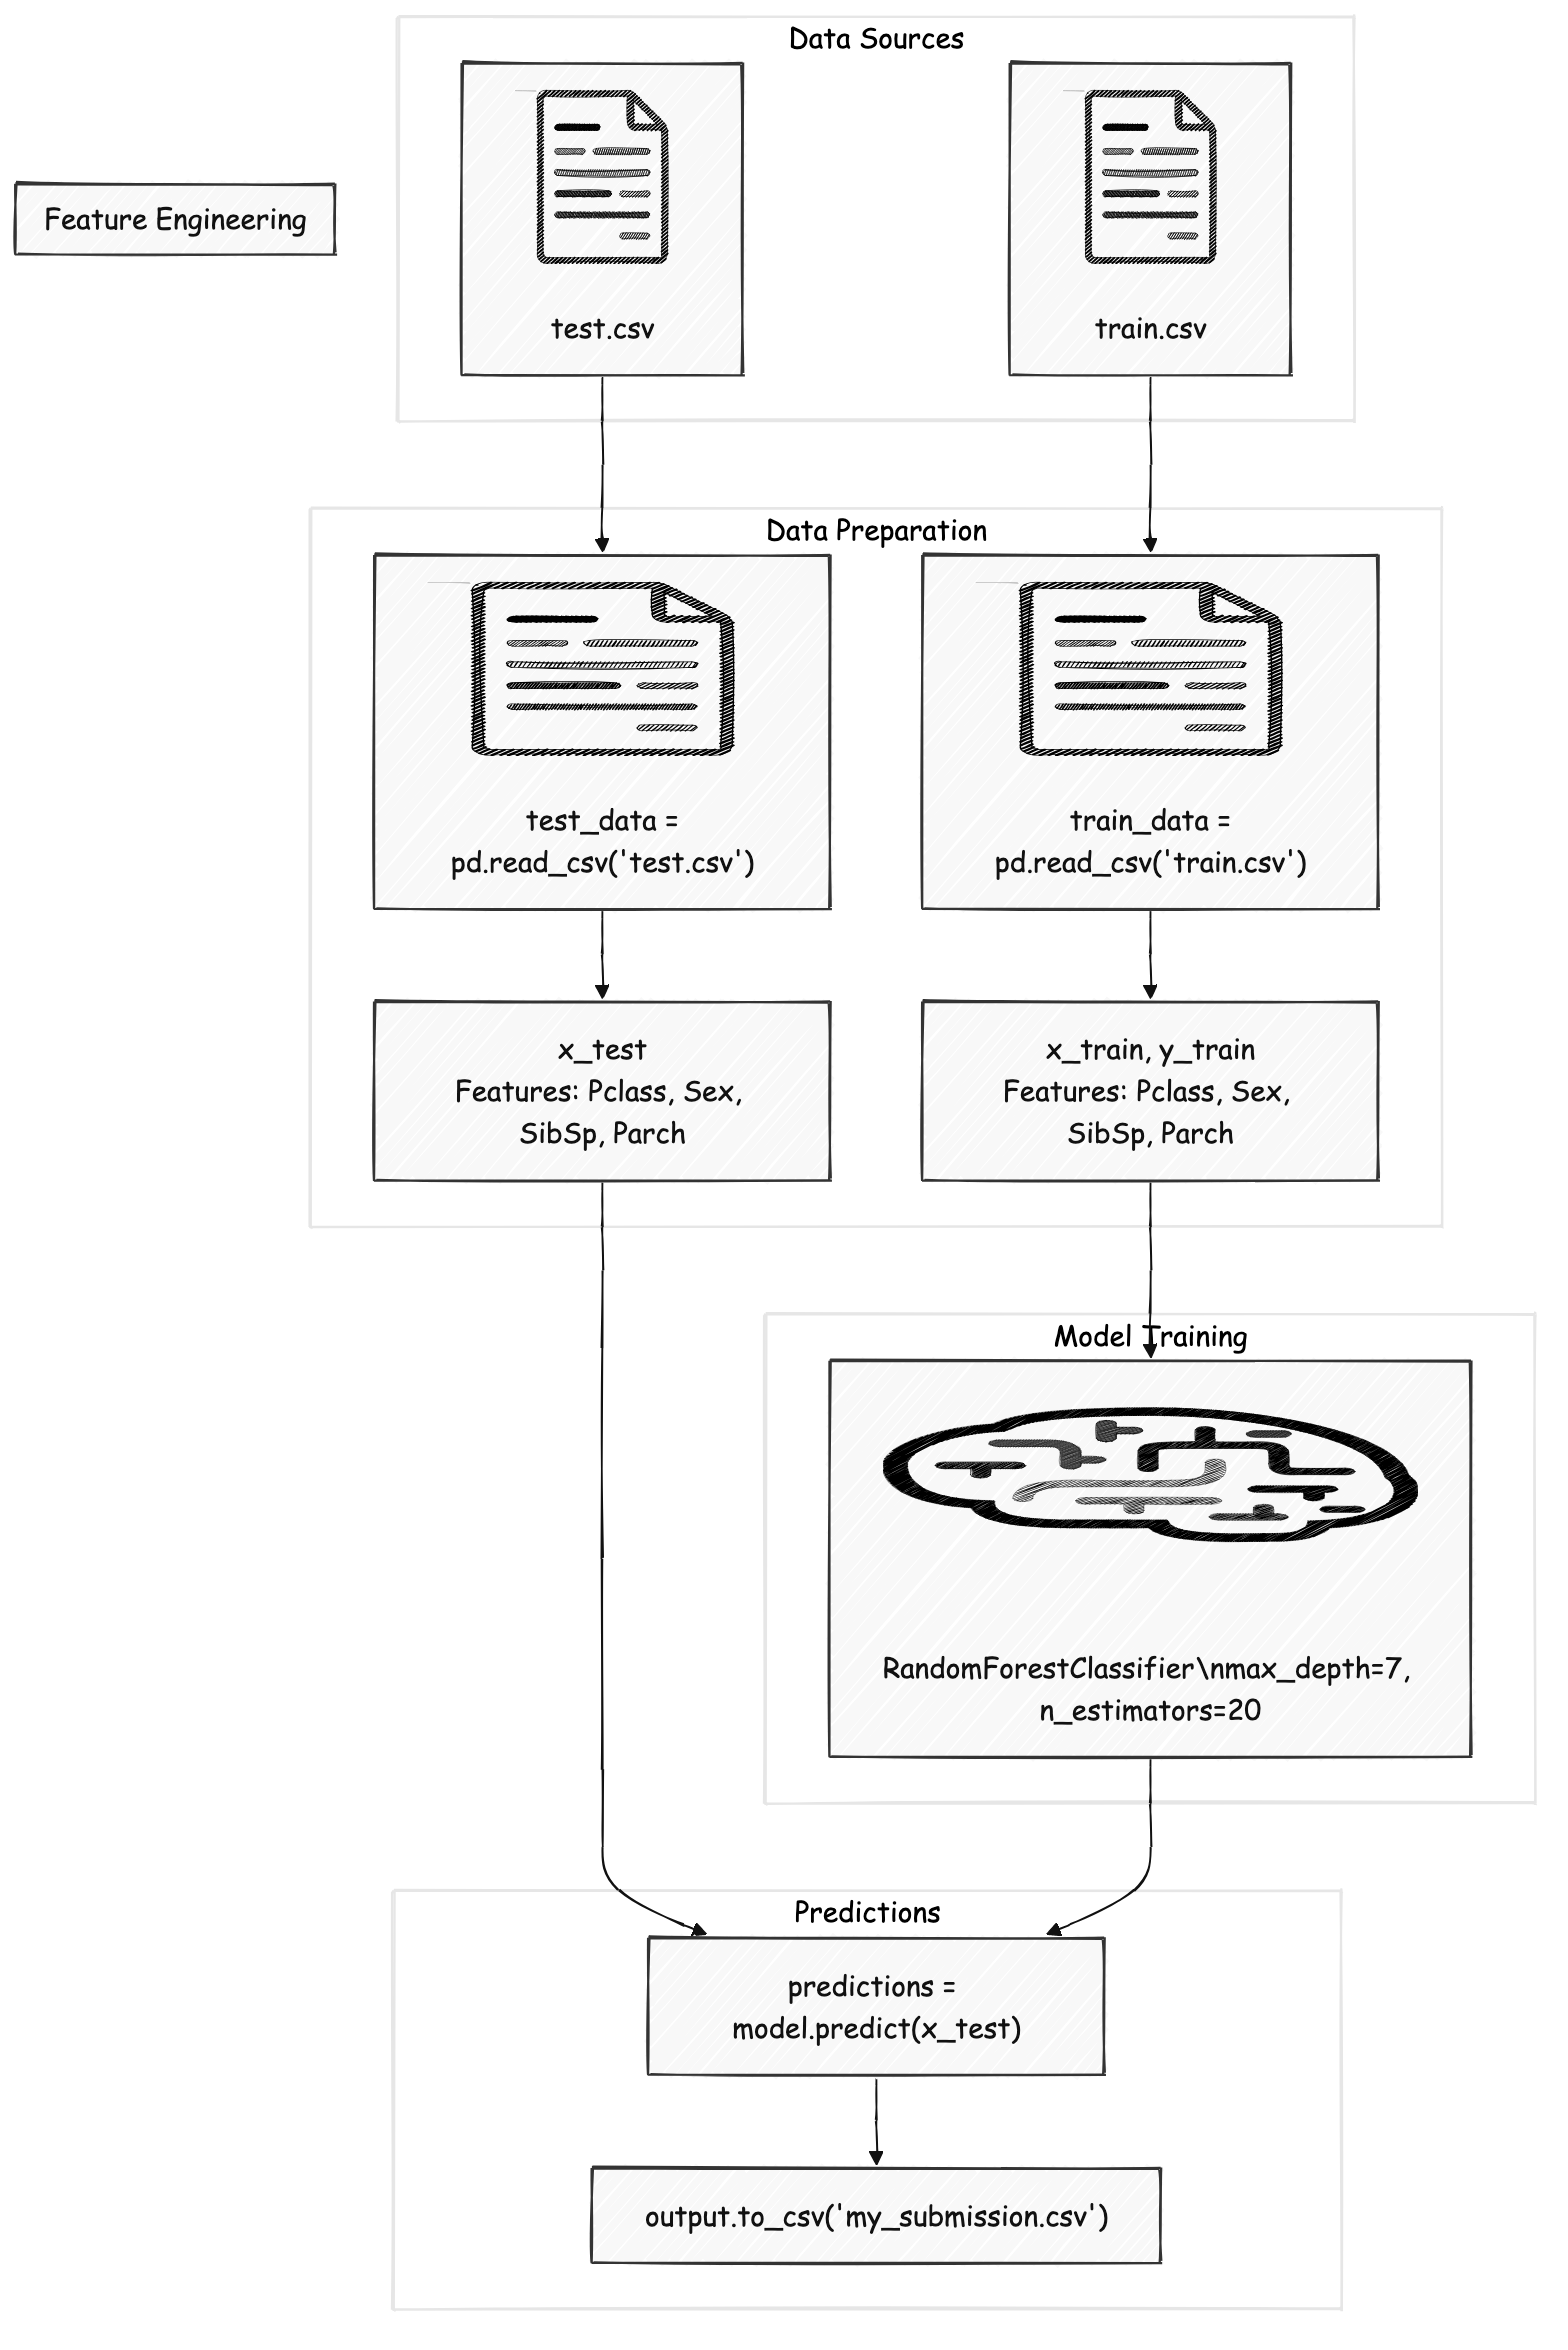 Data Sources
Feature Engineering
test.csv
train.csv
Data Preparation
test_data =
pd.read_csv('test.csv')
train_data =
pd.read_csv('train.csv')
x_test
Features: Pclass, Sex,
SibSp, Parch
x_train, y_train
Features: Pclass, Sex,
SibSp, Parch
Model Training
RandomForestClassifier\nmax_depth=7,
n_estimators=20
Predictions
predictions =
model.predict(x_test)
output.to_csv('my_submission.csv')